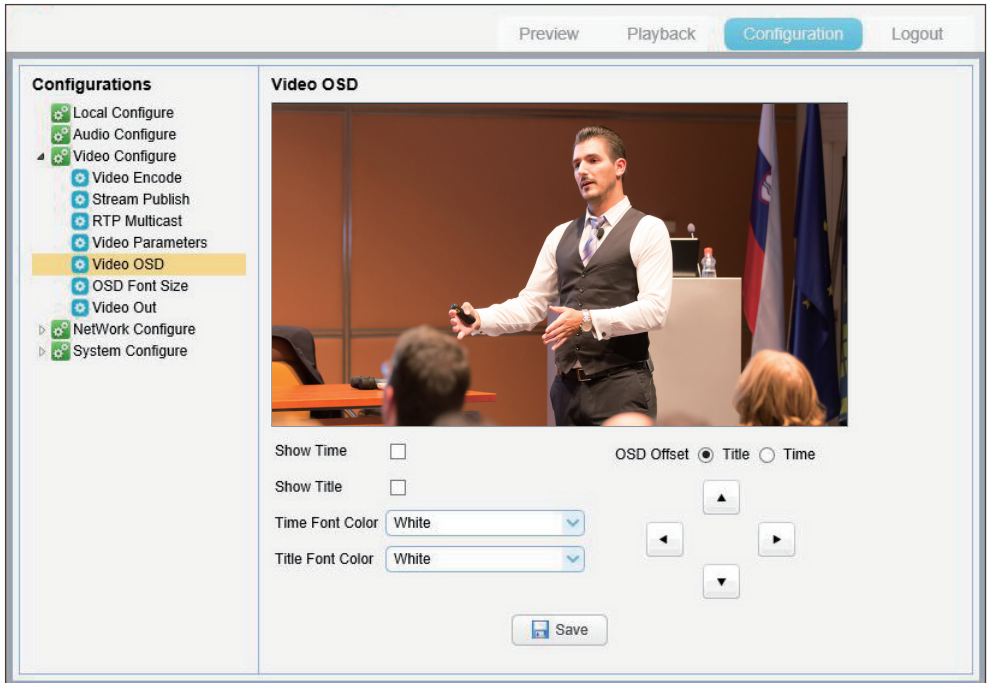 Preview Playback Configuration Logout
Configurations
Local Configure
Audio Configure
Video Configure
Video Encode
Stream Publish
RTP Multicast
Video Parameters
Video OSD
OSD Font Size
Video Out
NetWork Configure
System Configure
Video OSD
Show Time
Show Title
Time Font Color White
Title Font Color White
OSD Offset Title Time
Save